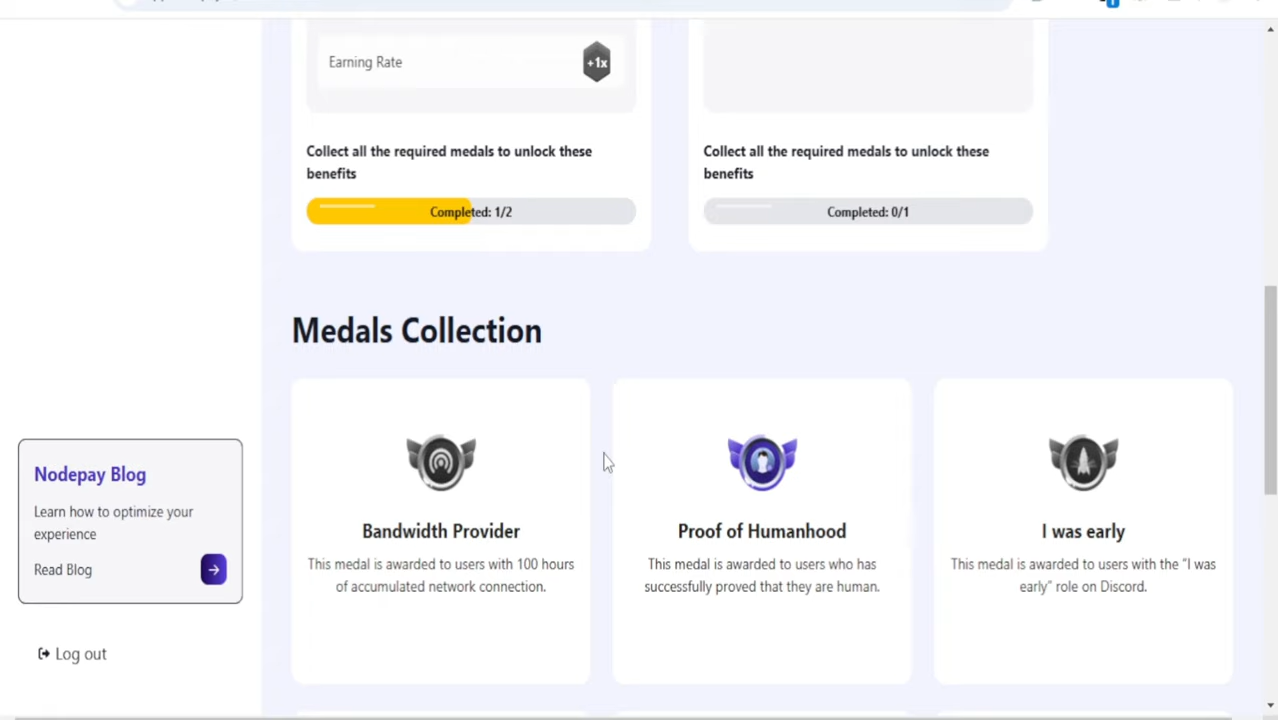 Earning Rate
+1x
Collect all the required medals to unlock these
benefits
Completed: 1/2
Collect all the required medals to unlock these
benefits
Completed: 0/1
Medals Collection
Bandwidth Provider
This medal is awarded to users with 100 hours
of accumulated network connection.
Proof of Humanhood
This medal is awarded to users who has
successfully proved that they are human.
I was early
This medal is awarded to users with the "I was
early" role on Discord.
Nodepay Blog
Learn how to optimize your
experience
Read Blog
Log out